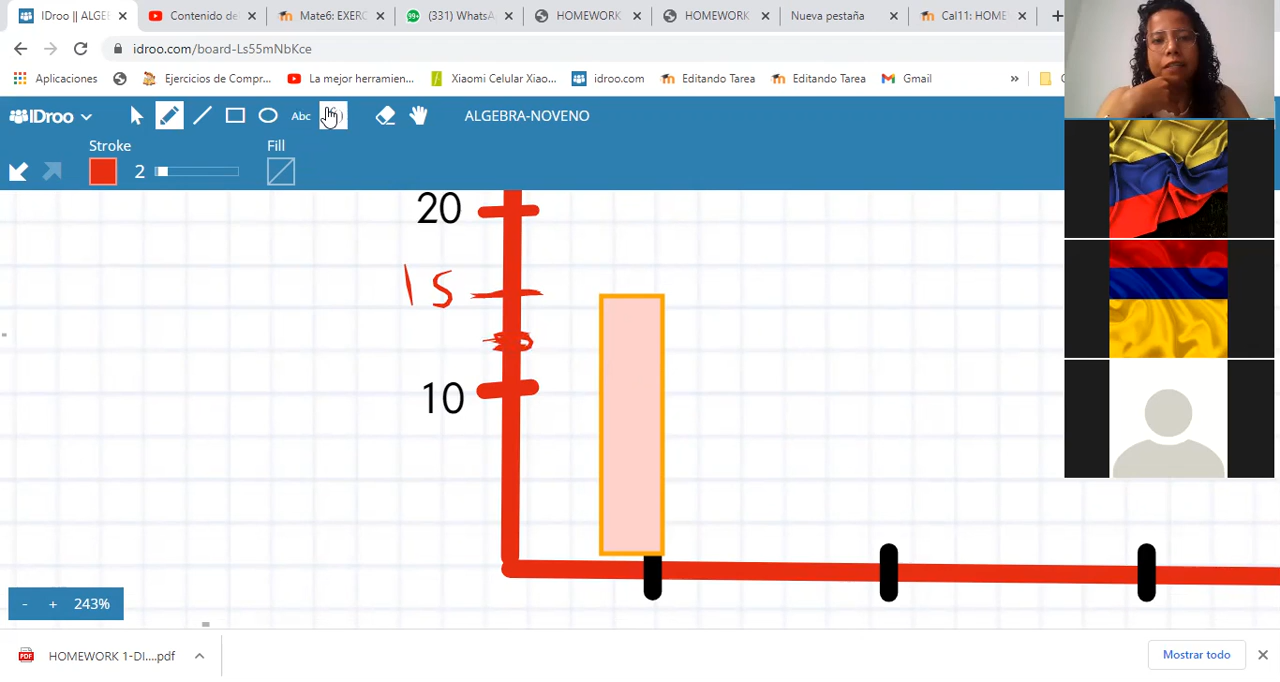 IDroo || ALGE
Contenido de
Mate6: EXERC
99+ (331) WhatsA
HOMEWORK
HOMEWORK
Nueva pestaña
Cal11: HOME
idroo.com/board-Ls55mNbKce
Aplicaciones
Ejercicios de Compr...
La mejor herramien...
Xiaomi Celular Xiao...
idroo.com
Editando Tarea
Editando Tarea
Gmail
»
IDroo
Abc
ALGEBRA-NOVENO
Stroke
2
Fill
20
15
10
- + 243%
PDF HOMEWORK 1-DI....pdf
Mostrar todo